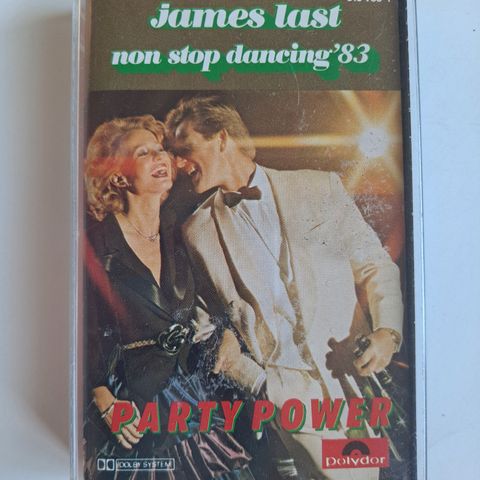 james last
non stop dancing '83
PARTY POWER
DOLBY SYSTEM
Polydor